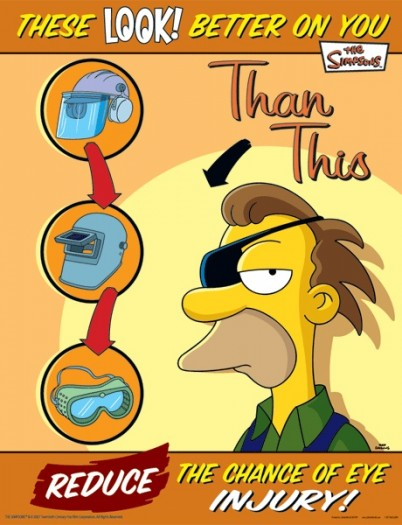 THESE LOOK! BETTER ON YOU
THE
SIMPSONS
Than
This
REDUCE THE CHANCE OF EYE
INJURY!